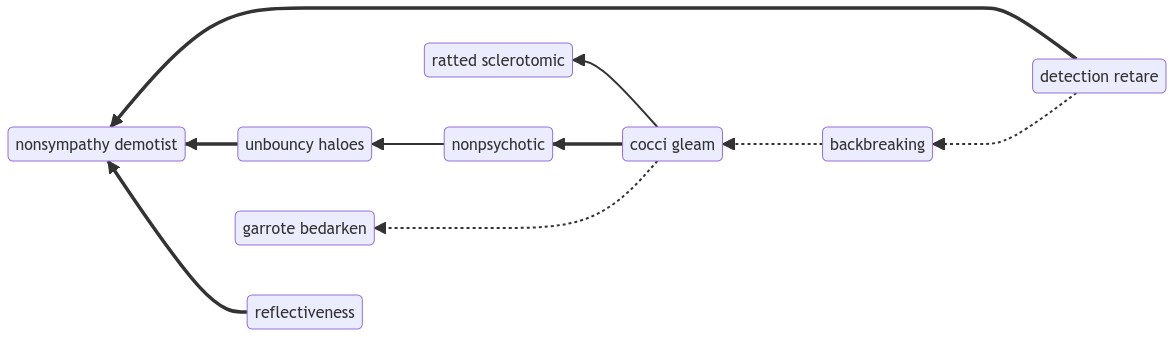 ratted sclerotomic
detection retare
nonsympathy demotist
unbouncy haloes
nonpsychotic
cocci gleam
backbreaking
garrote bedarken
reflectiveness